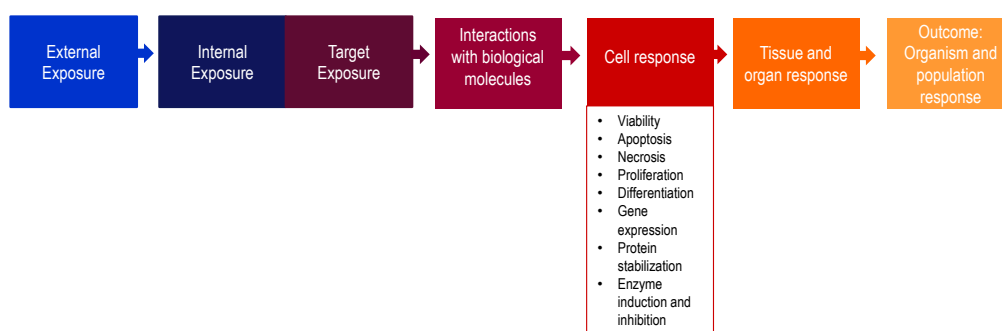 External
Exposure
Internal
Exposure
Target
Exposure
Interactions
with biological
molecules
Cell response
Tissue and
organ response
Outcome:
Organism and
population
response
• Viability
• Apoptosis
• Necrosis
• Proliferation
• Differentiation
• Gene
expression
• Protein
stabilization
• Enzyme
induction and
inhibition